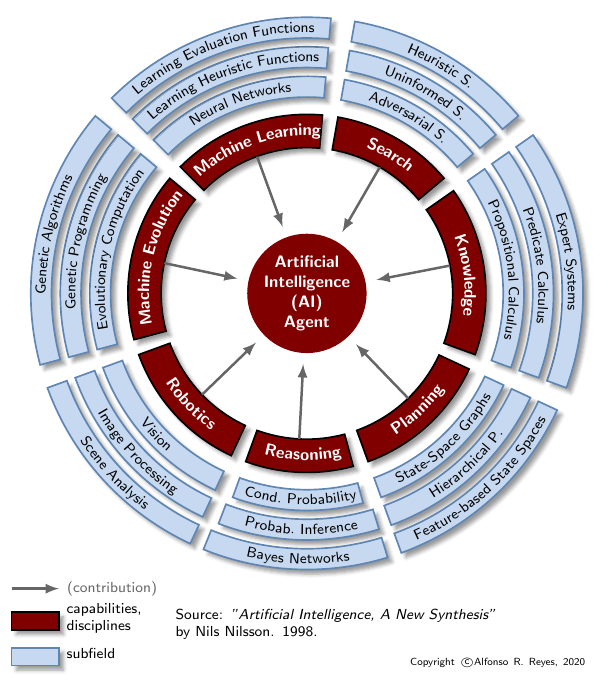 Learning Evaluation Functions
Learning Heuristic Functions
Neural Networks
Machine Learning
Heuristic S.
Uninformed S.
Adversarial S.
Search
Expert Systems
Predicate Calculus
Propositional Calculus
Knowledge
Genetic Algorithms
Genetic Programming
Evolutionary Computation
Machine Evolution
Artificial
Intelligence
(AI)
Agent
Robotics
Vision
Image Processing
Scene Analysis
Reasoning
Cond. Probability
Probab. Inference
Bayes Networks
Planning
State-Space Graphs
Hierarchical P.
Feature-based State Spaces
(contribution)
capabilities,
disciplines
subfield
Source: "Artificial Intelligence, A New Synthesis"
by Nils Nilsson. 1998.
Copyright ©Alfonso R. Reyes, 2020